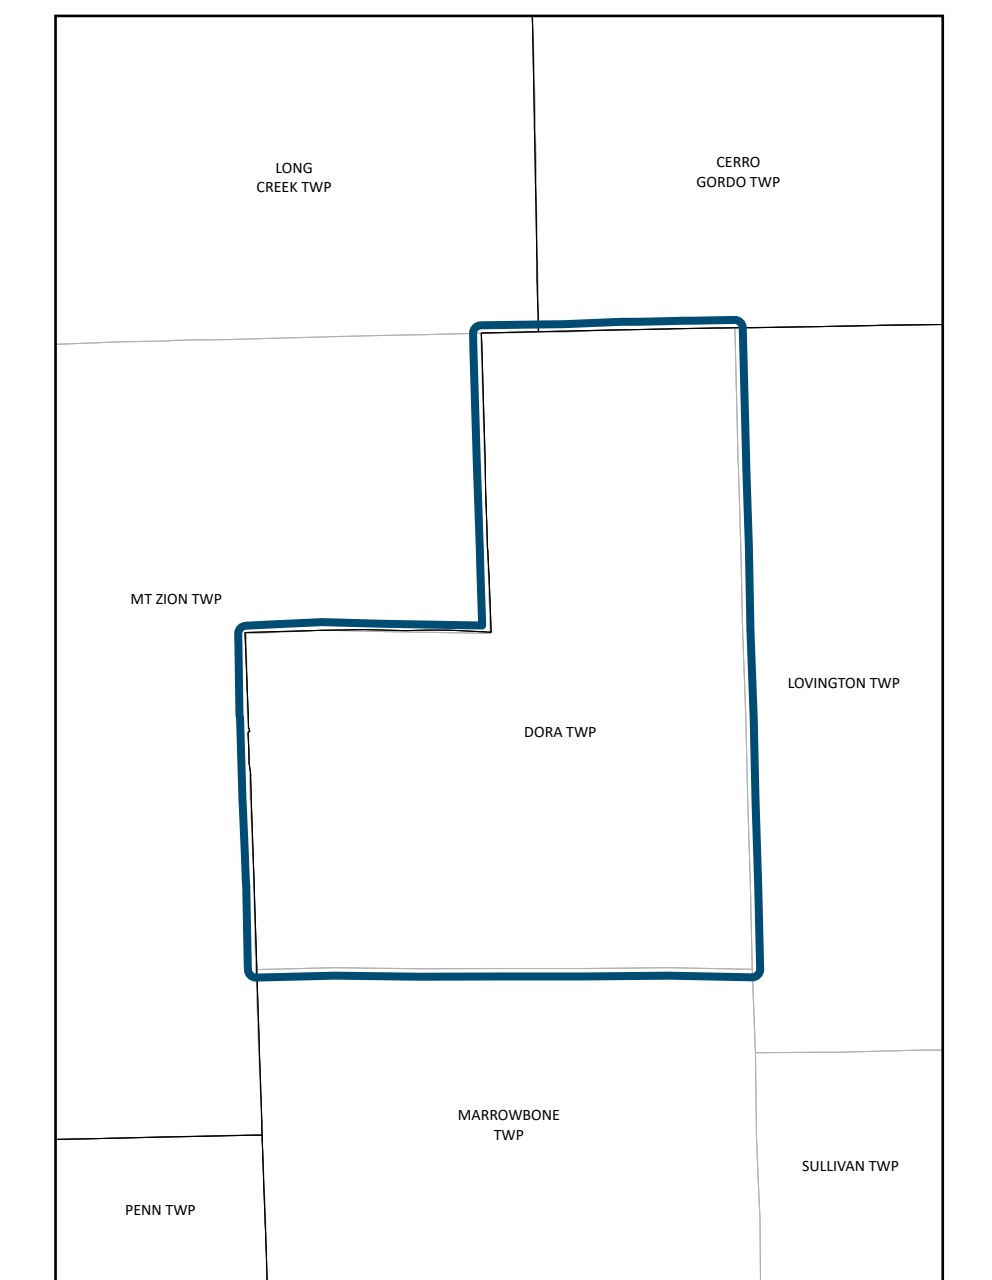 LONG
CREEK TWP
CERRO
GORDO TWP
MT ZION TWP
LOVINGTON TWP
DORA TWP
MARROWBONE
TWP
SULLIVAN TWP
PENN TWP